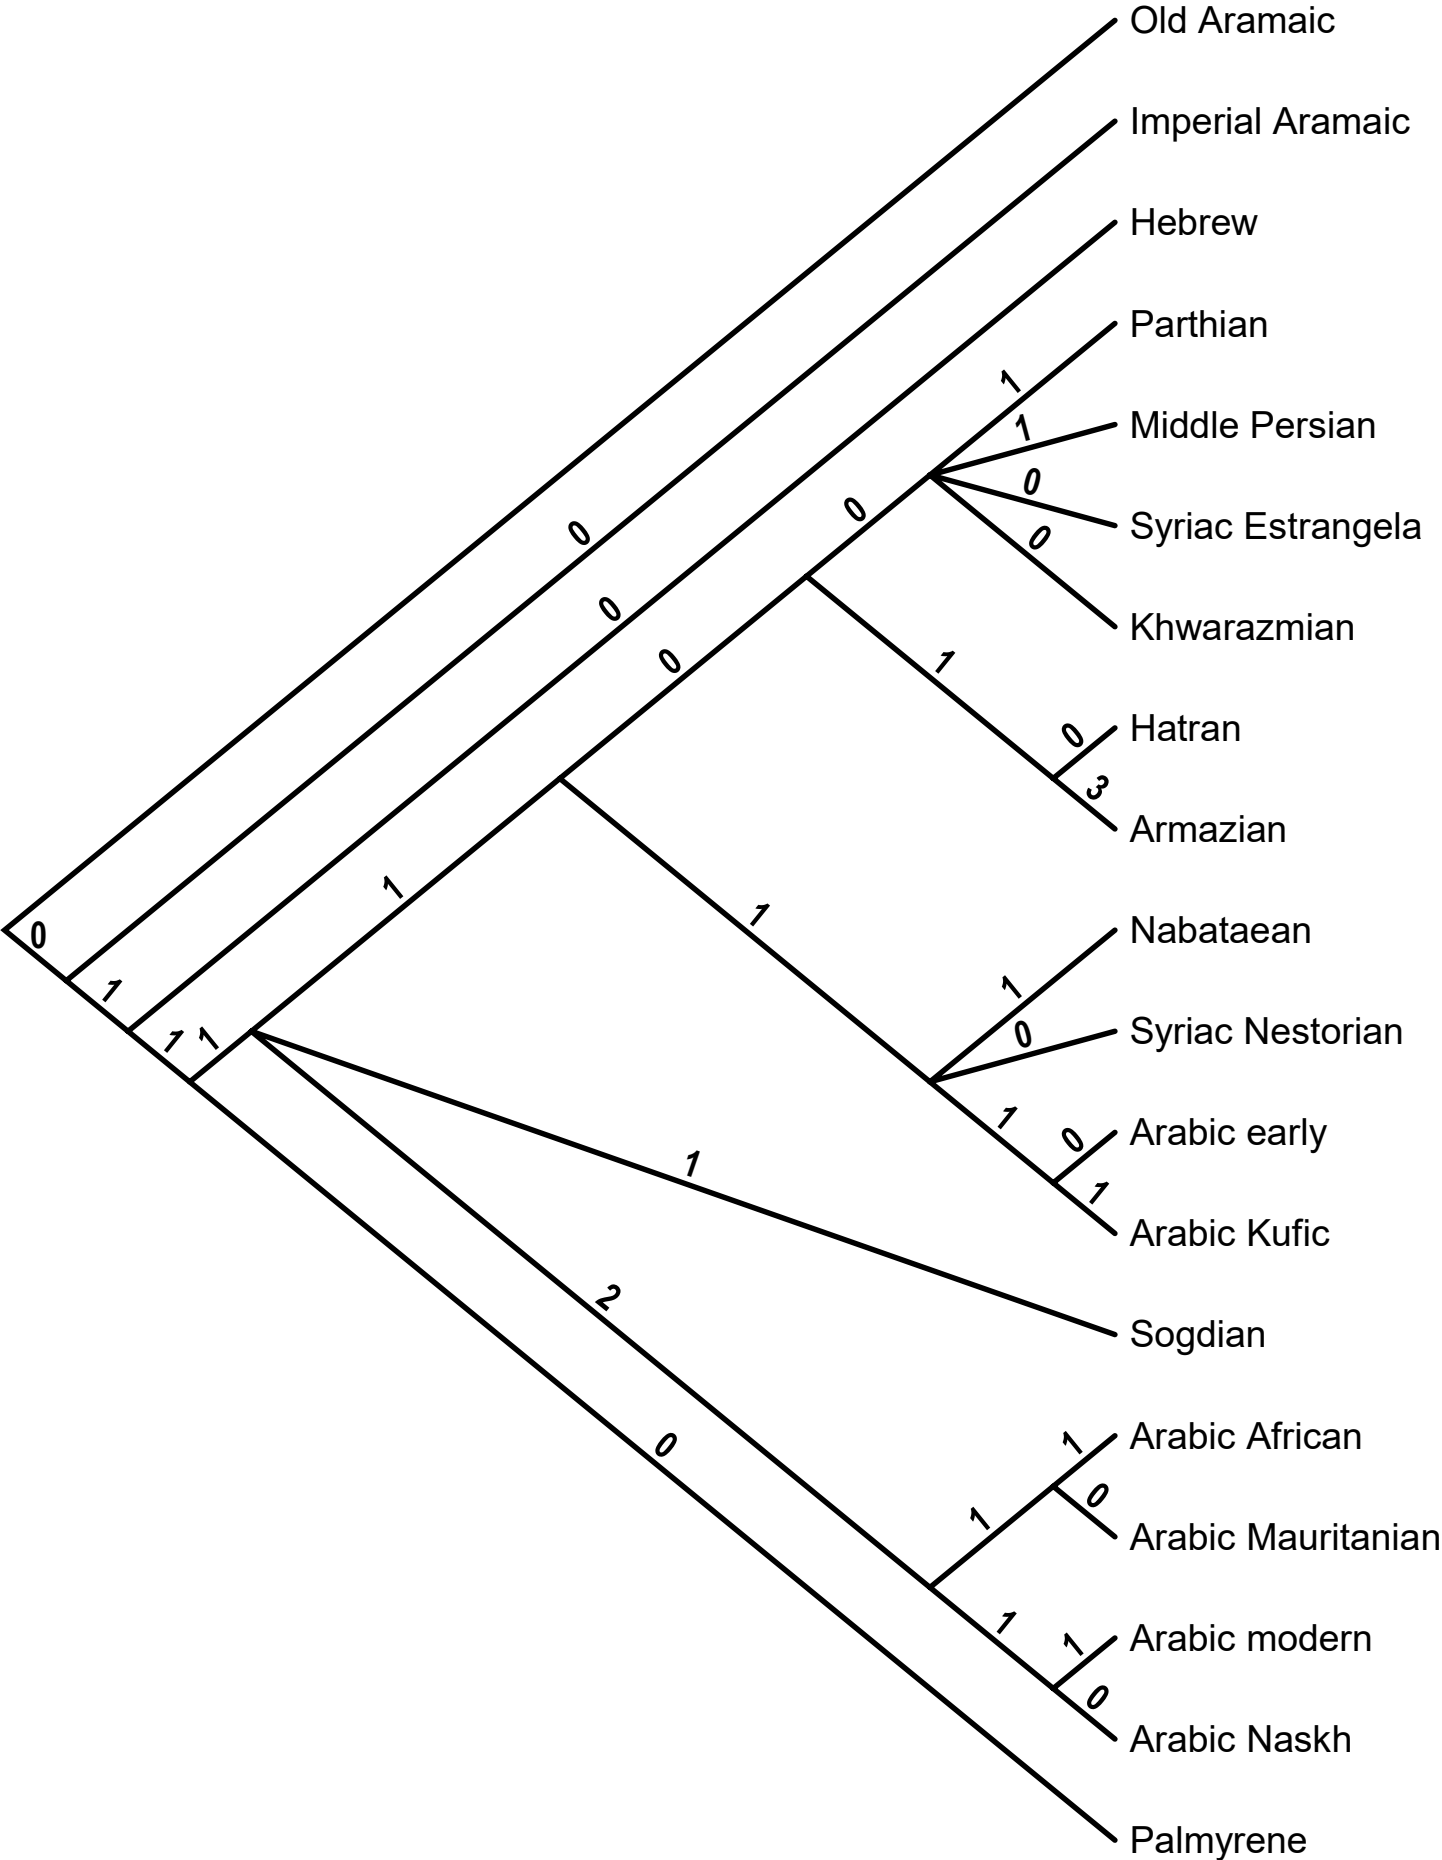 Old Aramaic
Imperial Aramaic
Hebrew
Parthian
1
Middle Persian
1
0
Syriac Estrangela
0
0
0
0
Khwarazmian
0
1
0
Hatran
0
3
Armazian
1
1
Nabataean
0
1
1
Syriac Nestorian
0
1
1
1
Arabic early
0
1
Arabic Kufic
1
Sogdian
2
Arabic African
1
0
0
1
Arabic Mauritanian
Arabic modern
1
1
0
Arabic Naskh
Palmyrene